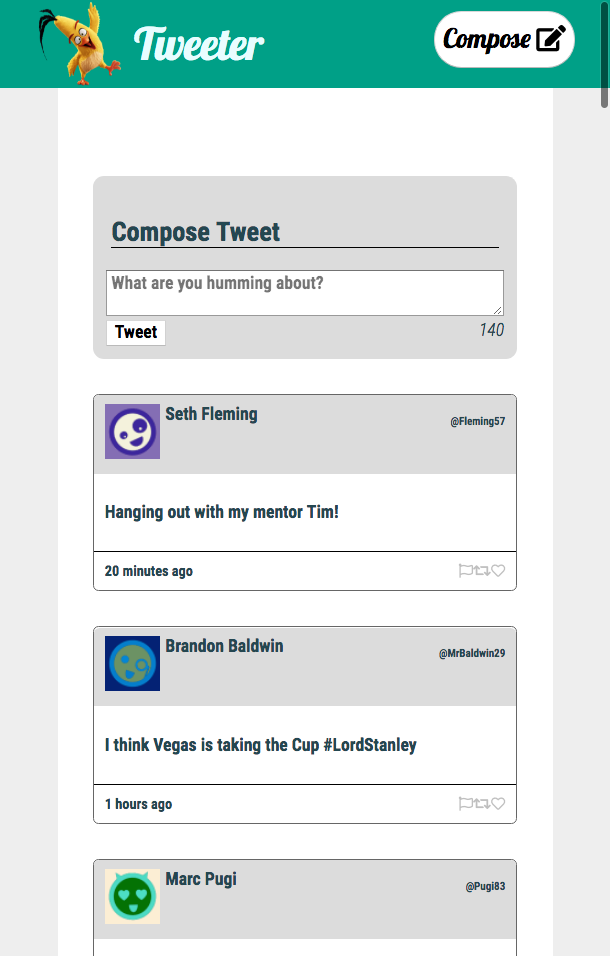 Tweeter
Compose
Compose Tweet
What are you humming about?
Tweet
140
Seth Fleming
@Fleming57
Hanging out with my mentor Tim!
20 minutes ago
Brandon Baldwin
@MrBaldwin29
I think Vegas is taking the Cup #LordStanley
1 hours ago
Marc Pugi
@Pugi83